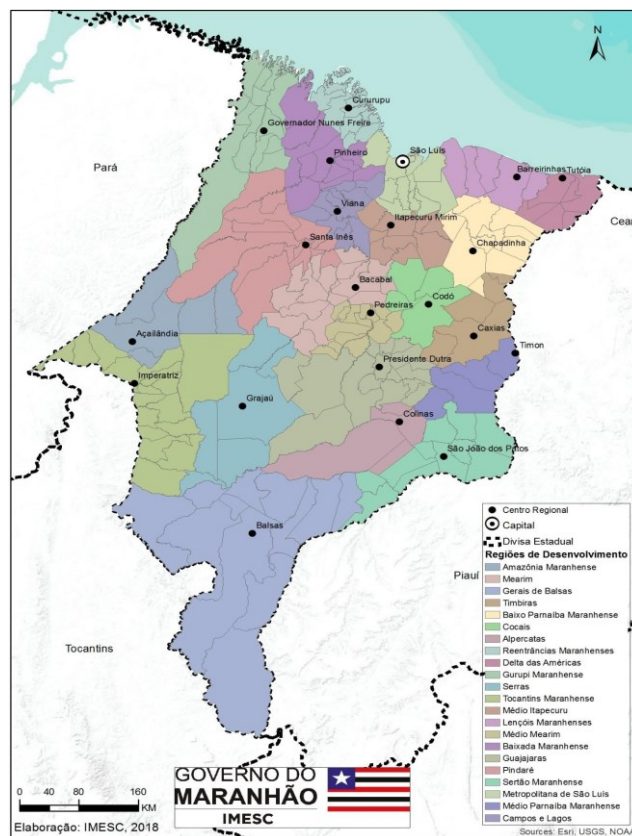 N
Cururupu
Governador Nunes Freire
Pará
Pinheiro
São Luís
Barreirinhas
Tutóia
Viana
Itapecuru Mirim
Ceará
Santa Inês
Chapadinha
Bacabal
Pedreiras
Codó
Açailândia
Caxias
Timon
Imperatriz
Presidente Dutra
Grajaú
Colinas
São João dos Patos
Balsas
Piauí
Tocantins
Centro Regional
Capital
Divisa Estadual
Regiões de Desenvolvimento
Amazônia Maranhense
Mearim
Gerais de Balsas
Timbiras
Baixo Parnaíba Maranhense
Cocais
Alpercatas
Reentrâncias Maranhenses
Delta das Américas
Gurupi Maranhense
Serras
Tocantins Maranhense
Médio Itapecuru
Lençóis Maranhenses
Médio Mearim
Baixada Maranhense
Guajajaras
Pindaré
Sertão Maranhense
Metropolitana de São Luís
Médio Parnaíba Maranhense
Campos e Lagos
GOVERNO DO
MARANHÃO
IMESC
0 40 80 160
KM
Elaboração: IMESC, 2018
Sources: Esri, USGS, NOAA